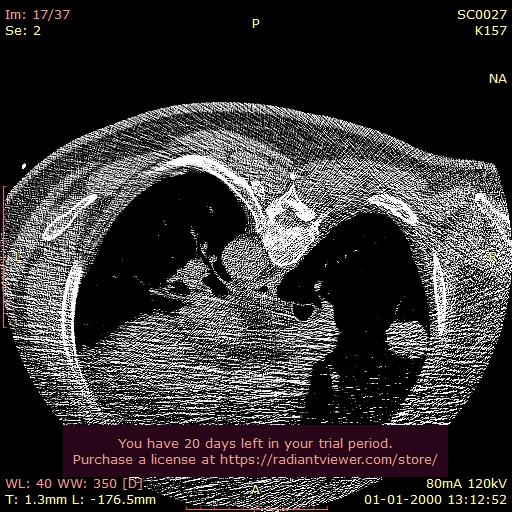 Im: 17/37
Se: 2
P
SC0027
K157
NA
L
R
You have 20 days left in your trial period.
Purchase a license at https://radiantviewer.com/store/
WL: 40 WW: 350 [D]
T: 1.3mm L: -176.5mm
A
80mA 120kV
01-01-2000 13:12:52